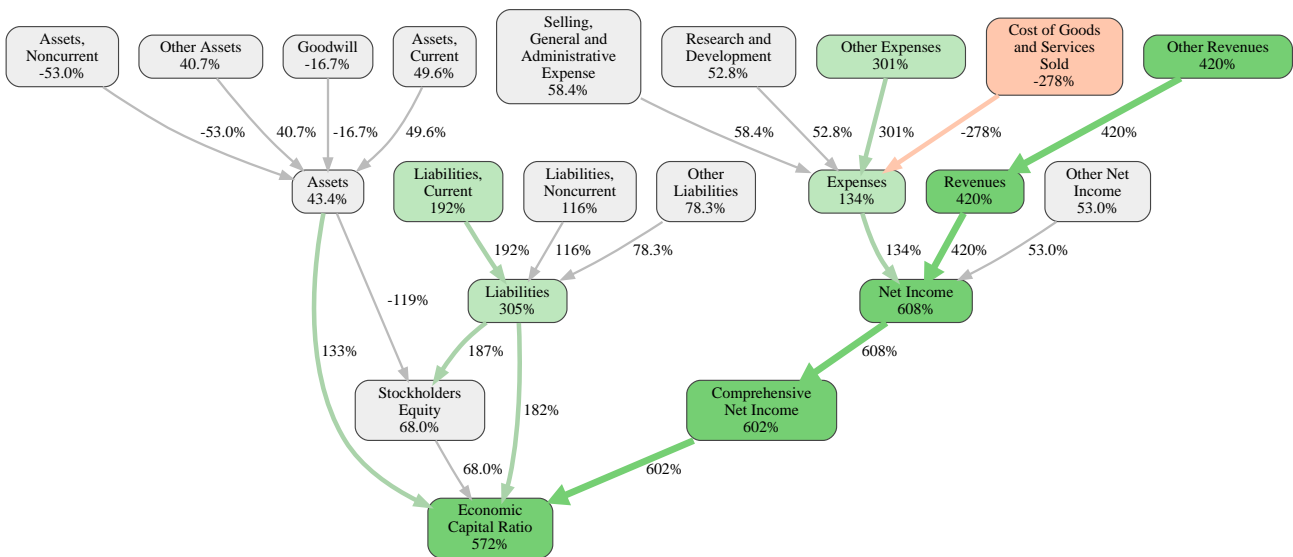 Assets,
Noncurrent
-53.0%
Other Assets
40.7%
Goodwill
-16.7%
Assets,
Current
49.6%
Selling,
General and
Administrative
Expense
58.4%
Research and
Development
52.8%
Other Expenses
301%
Cost of Goods
and Services
Sold
-278%
Other Revenues
420%
-53.0%
40.7%
-16.7%
49.6%
58.4%
52.8%
301%
-278%
420%
Assets
43.4%
Liabilities,
Current
192%
Liabilities,
Noncurrent
116%
Other
Liabilities
78.3%
Expenses
134%
Revenues
420%
Other Net
Income
53.0%
192%
116%
78.3%
134%
420%
53.0%
-119%
Liabilities
305%
Net Income
608%
133%
187%
608%
Stockholders
Equity
68.0%
182%
Comprehensive
Net Income
602%
68.0%
602%
Economic
Capital Ratio
572%